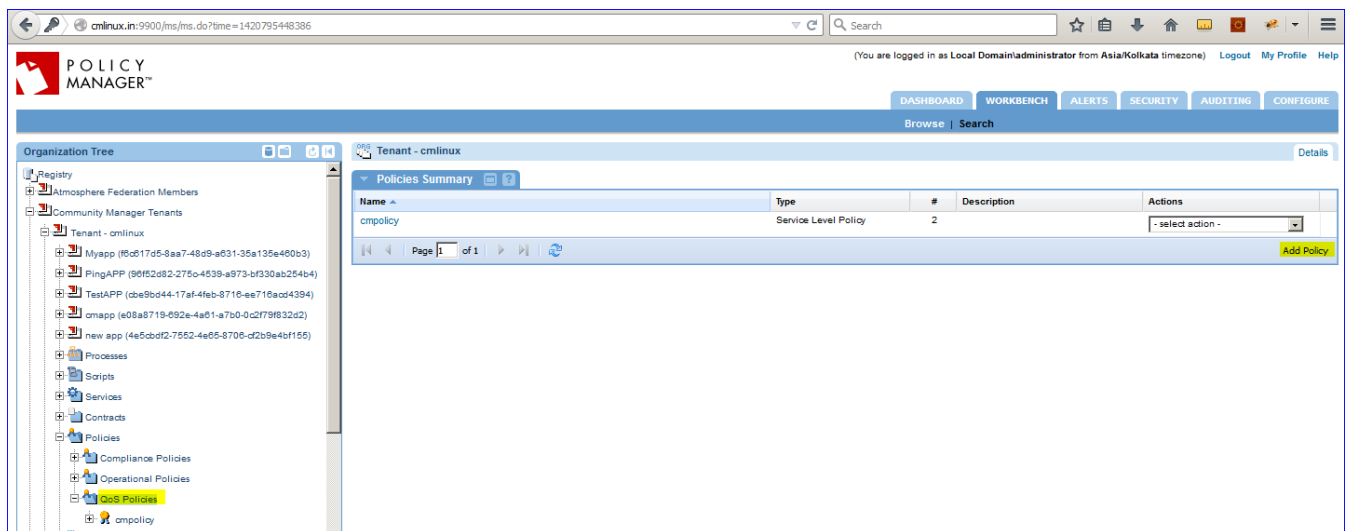 cmlinux.in:9900/ms/ms.do?time=1420795448386
Search
(You are logged in as Local Domain\administrator from Asia/Kolkata timezone) Logout My Profile Help
POLICY
MANAGER™
DASHBOARD WORKBENCH ALERTS SECURITY AUDITING CONFIGURE
Browse | Search
Organization Tree
ORG Tenant - cmlinux
Details
Registry
Atmosphere Federation Members
Community Manager Tenants
Tenant - cmlinux
Myapp (f6c617d5-8aa7-48d9-a631-35a135e460b3)
PingAPP (96f52d82-275c-4539-a973-bf330ab254b4)
TestAPP (cbe9bd44-17af-4feb-8716-ee716acd4394)
cmapp (e08a8719-692e-4a61-a7b0-0c2f79f832d2)
new app (4e5cbdf2-7552-4e65-8706-cf2b9e4bf155)
Processes
Scripts
Services
Contracts
Policies
Compliance Policies
Operational Policies
QoS Policies
cmpolicy
Policies Summary
Name Type # Description Actions
cmpolicy Service Level Policy 2 - select action -
Page 1 of 1
Add Policy